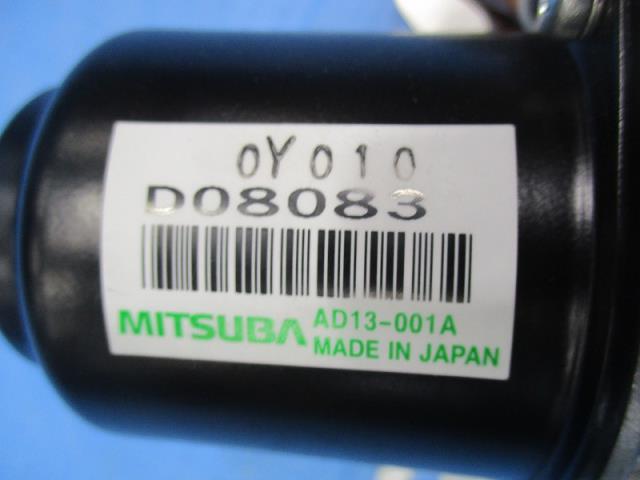 0Y010
D08083
MITSUBA AD13-001A
MADE IN JAPAN